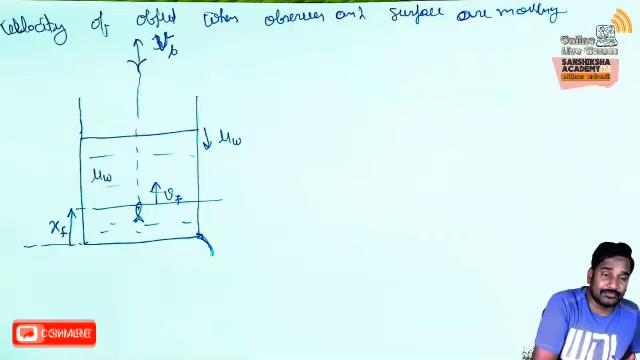 Velocity of object when observer and surface are moving
Online
Live Classes
SANSHIKSHA
ACADEMY
V_b
μ_w
μ_w
v_f
x_f
COMMENT